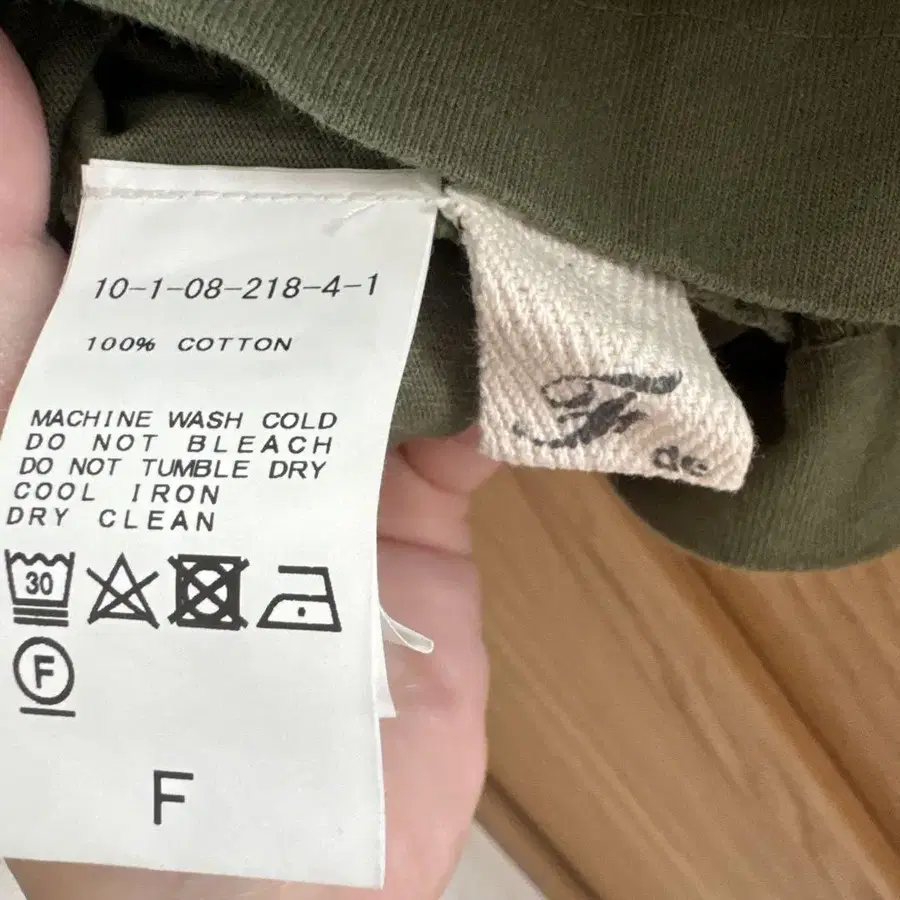 10-1-08-218-4-1
100% COTTON
MACHINE WASH COLD
DO NOT BLEACH
DO NOT TUMBLE DRY
COOL IRON
DRY CLEAN
30
F
F
F
de